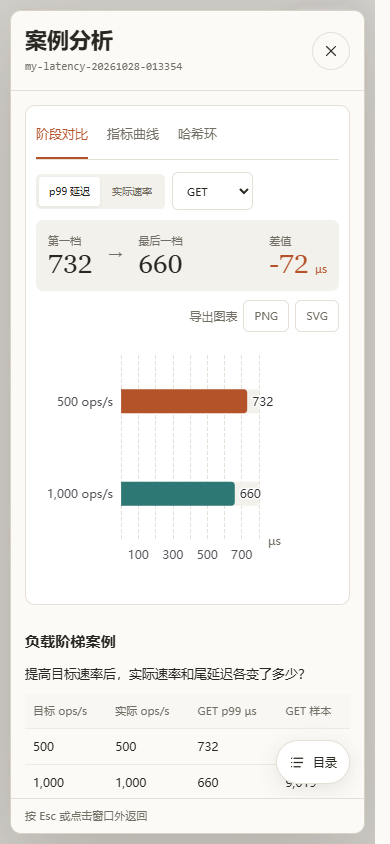 案例分析
my-latency-20261028-013354
阶段对比 指标曲线 哈希环
p99 延迟 实际速率 GET
第一档 最后一档 差值
732 → 660 -72 μs
导出图表 PNG SVG
500 ops/s 732
1,000 ops/s 660
μs
100 300 500 700
负载阶梯案例
提高目标速率后，实际速率和尾延迟各变了多少？
目标 ops/s 实际 ops/s GET p99 μs GET 样本
500 500 732
目录
1,000 1,000 660
按 Esc 或点击窗口外返回